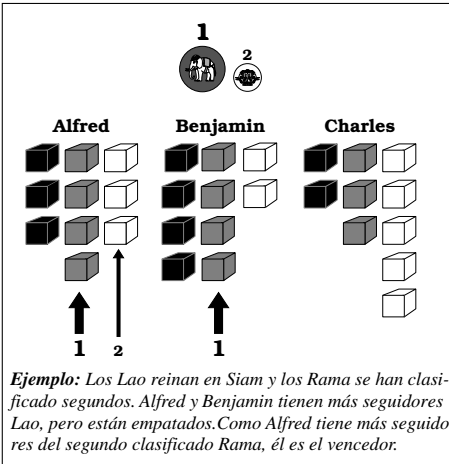 1
2
Alfred Benjamin Charles
1 2 1
Ejemplo: Los Lao reinan en Siam y los Rama se han clasi-
ficado segundos. Alfred y Benjamin tienen más seguidores
Lao, pero están empatados.Como Alfred tiene más seguido
res del segundo clasificado Rama, él es el vencedor.